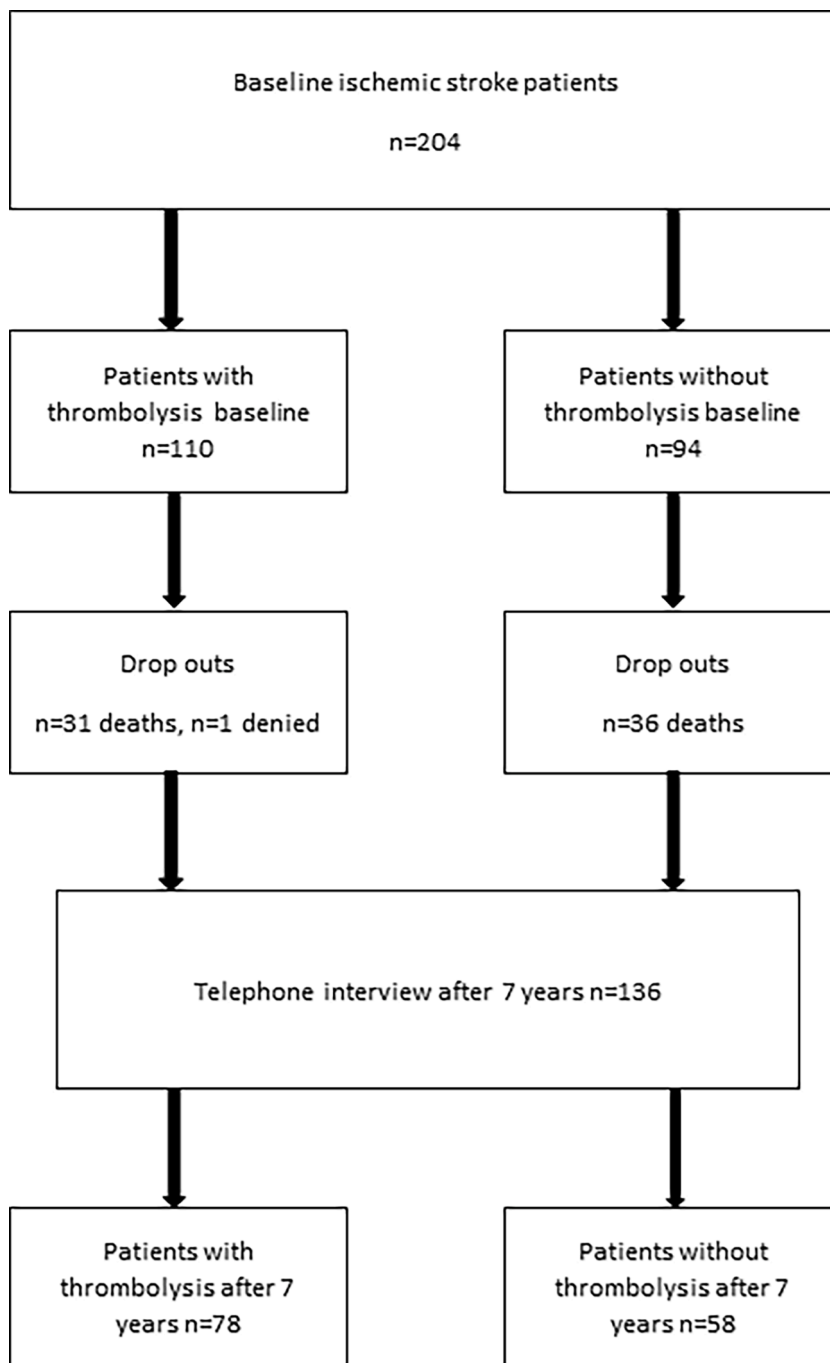 Baseline ischemic stroke patients
n=204
Patients with
thrombolysis baseline
n=110
Patients without
thrombolysis baseline
n=94
Drop outs
n=31 deaths, n=1 denied
Drop outs
n=36 deaths
Telephone interview after 7 years n=136
Patients with
thrombolysis after 7
years n=78
Patients without
thrombolysis after 7
years n=58